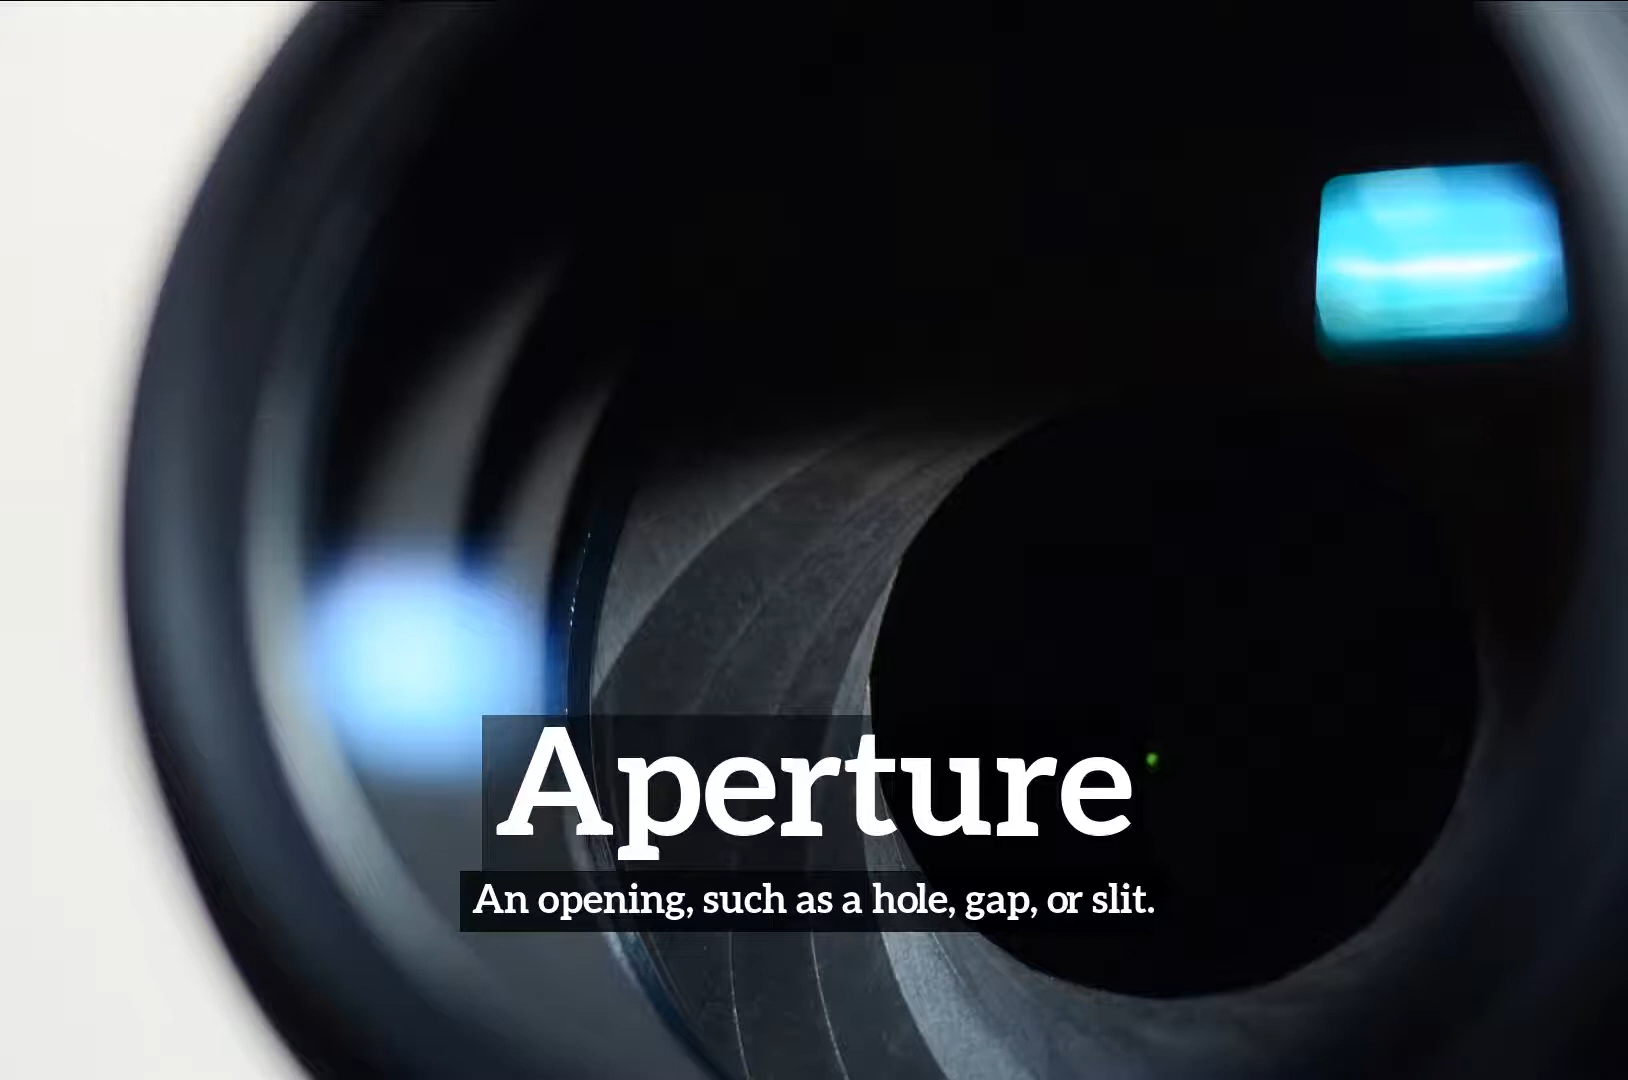 Aperture
An opening, such as a hole, gap, or slit.